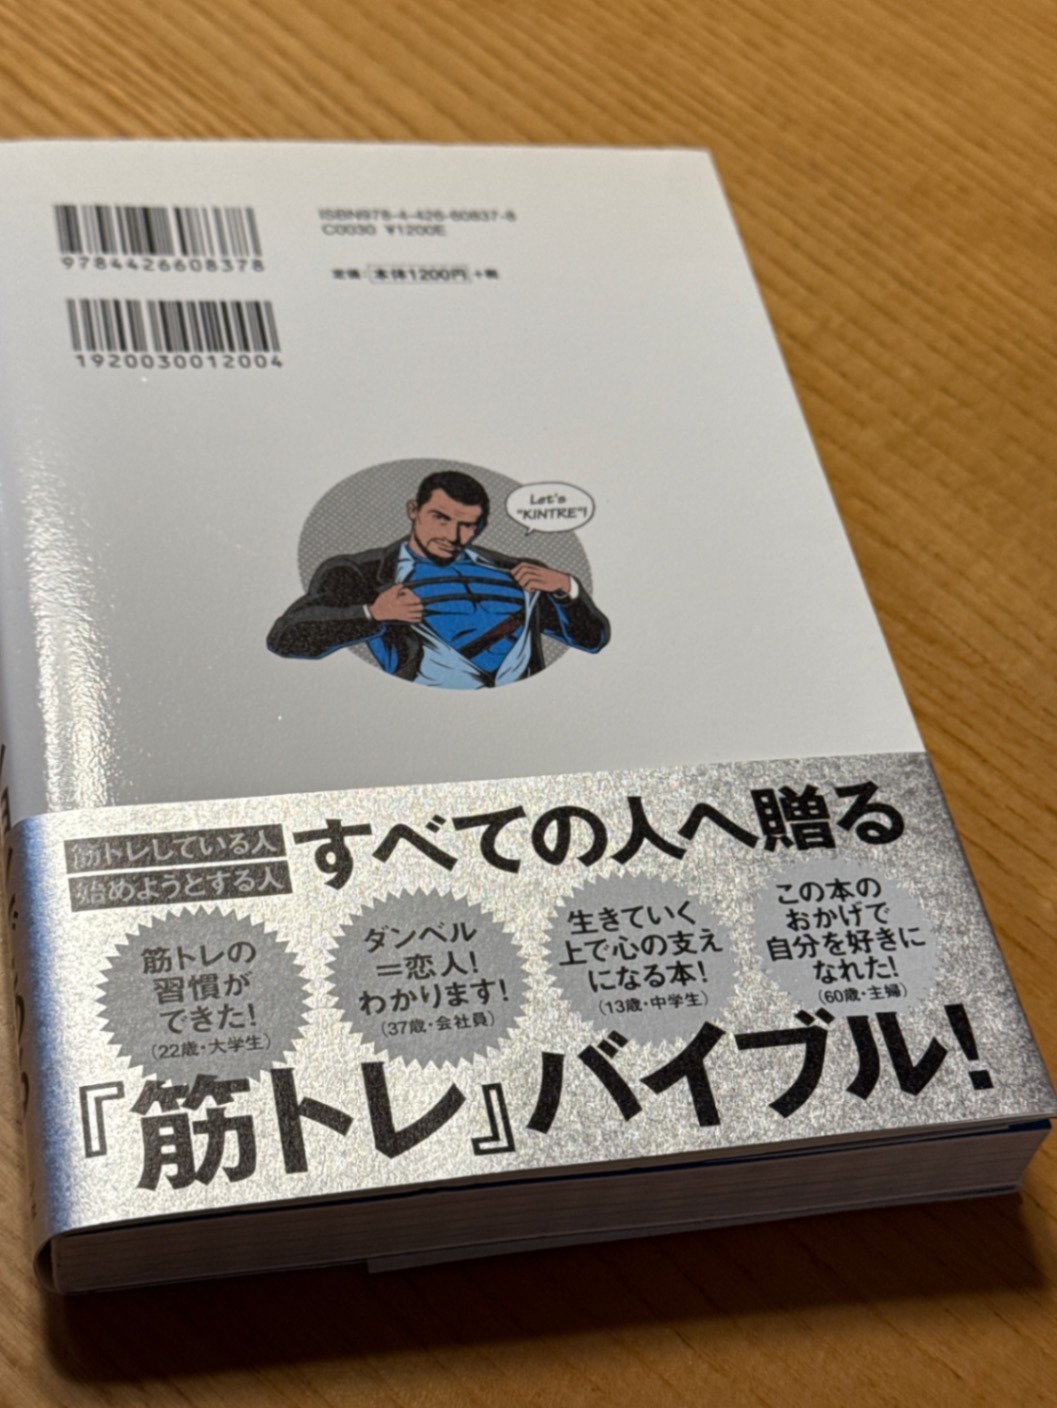 9784426608378
ISBN978-4-426-60837-8
C0030 ¥1200E
定価:本体1200円+税
1920030012004
Let's
"KINTRE"!
筋トレしている人
始めようとする人
すべての人へ贈る
筋トレの
習慣が
できた!
(22歳・大学生)
ダンベル
=恋人!
わかります!
(37歳・会社員)
生きていく
上で心の支え
になる本!
(13歳・中学生)
この本の
おかげで
自分を好きに
なれた!
(60歳・主婦)
『筋トレ』バイブル!